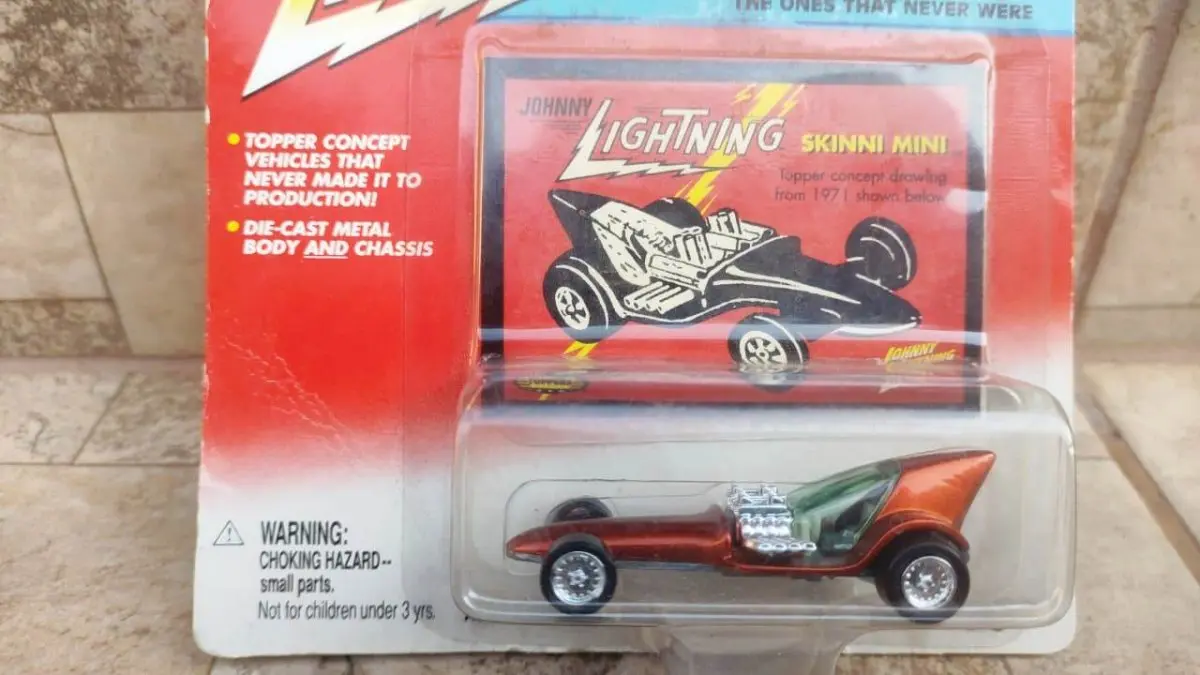 THE ONES THAT NEVER WERE
• TOPPER CONCEPT
VEHICLES THAT
NEVER MADE IT TO
PRODUCTION!
• DIE-CAST METAL
BODY AND CHASSIS
JOHNNY
LIGHTNING
SKINNI MINI
Topper concept drawing
from 1971 shown below
JOHNNY
LIGHTNING
WARNING:
CHOKING HAZARD--
small parts.
Not for children under 3 yrs.